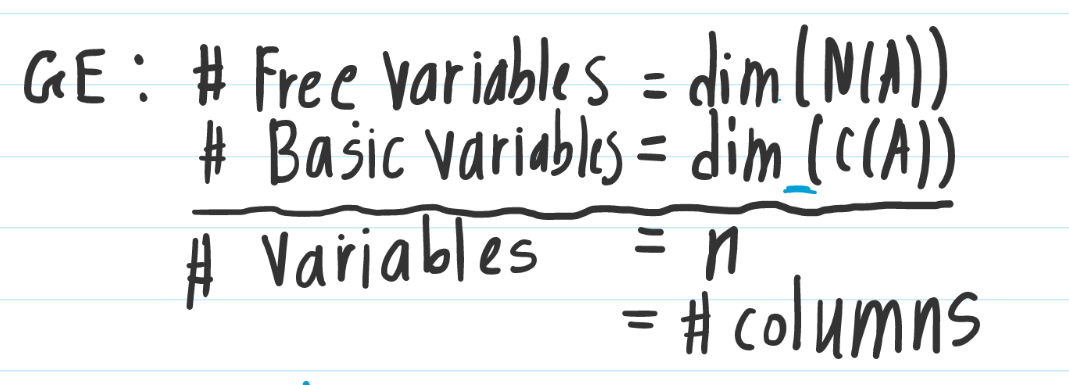 GE: # Free Variables = dim(N(A))
# Basic Variables = dim(C(A))
# Variables = n
= # columns